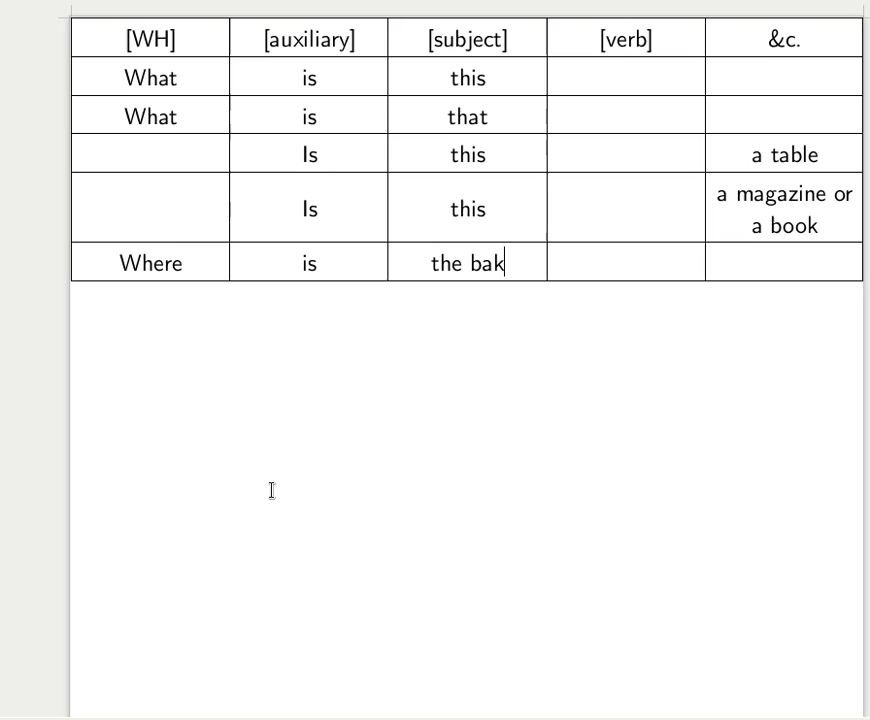 [WH] [auxiliary] [subject] [verb] &c.
What is this
What is that
Is this a table
Is this a magazine or
a book
Where is the bak